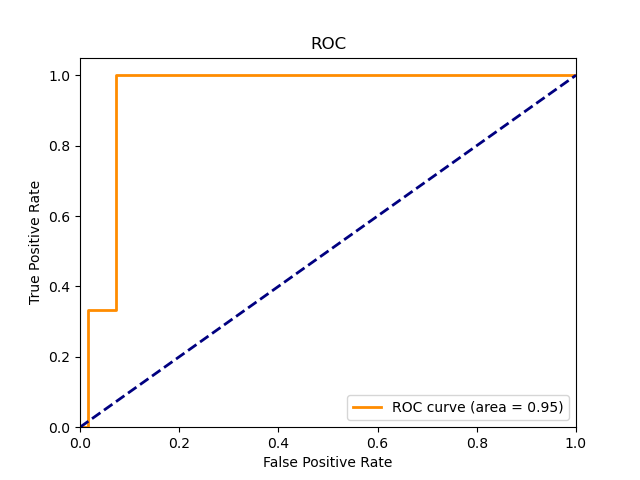 ROC
True Positive Rate
1.0
0.8
0.6
0.4
0.2
0.0
0.0 0.2 0.4 0.6 0.8 1.0
False Positive Rate
ROC curve (area = 0.95)